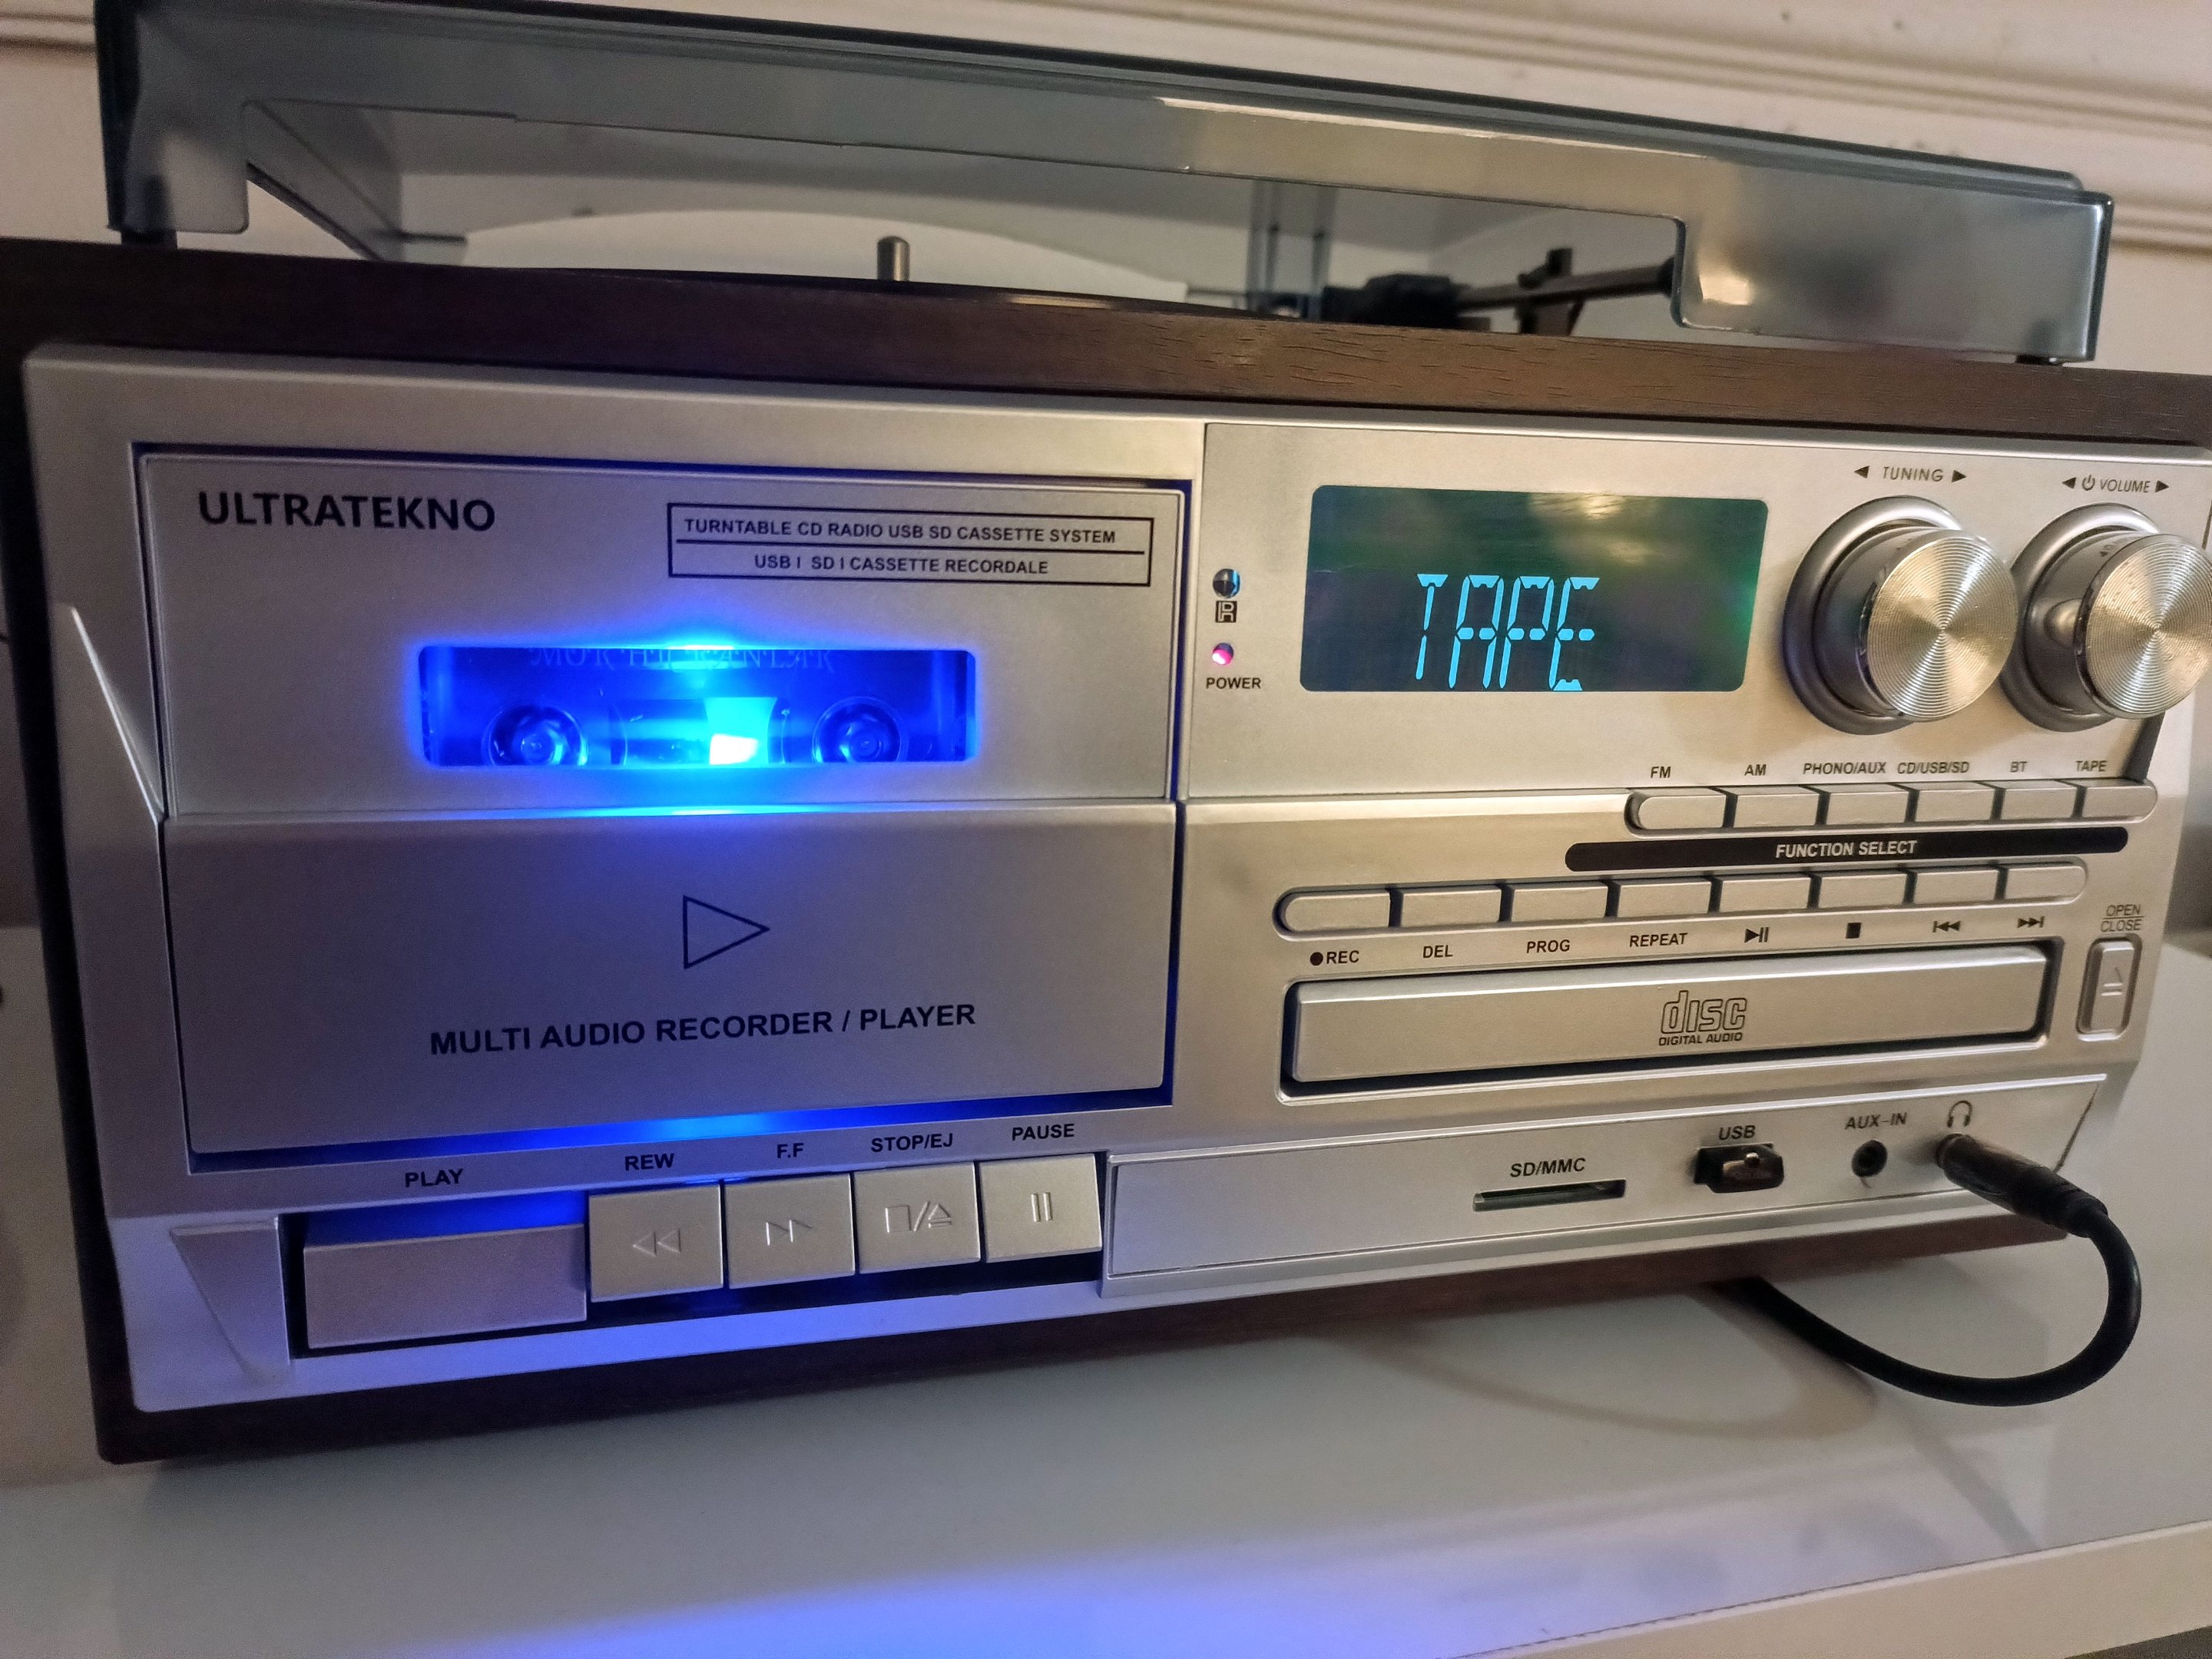 ULTRATEKNO
TURNTABLE CD RADIO USB SD CASSETTE SYSTEM
USB I SD I CASSETTE RECORDALE
MULTI AUDIO RECORDER / PLAYER
PLAY
REW
F.F
STOP/EJ
PAUSE
IR
POWER
TAPE
TUNING
VOLUME
FM
AM
PHONO/AUX
CD/USB/SD
BT
TAPE
FUNCTION SELECT
REC
DEL
PROG
REPEAT
OPEN
CLOSE
disc
DIGITAL AUDIO
SD/MMC
USB
AUX-IN